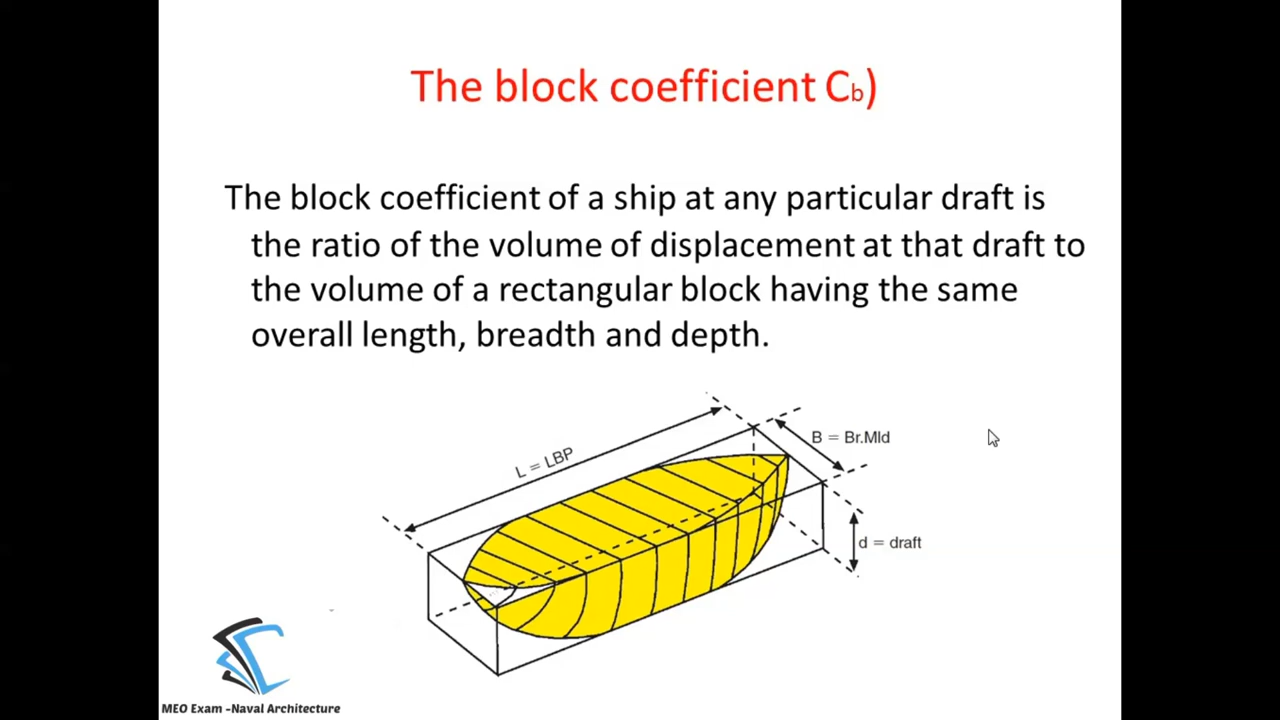 The block coefficient Cb)
The block coefficient of a ship at any particular draft is
the ratio of the volume of displacement at that draft to
the volume of a rectangular block having the same
overall length, breadth and depth.
L = LBP
B = Br.Mld
d = draft
MEO Exam -Naval Architecture